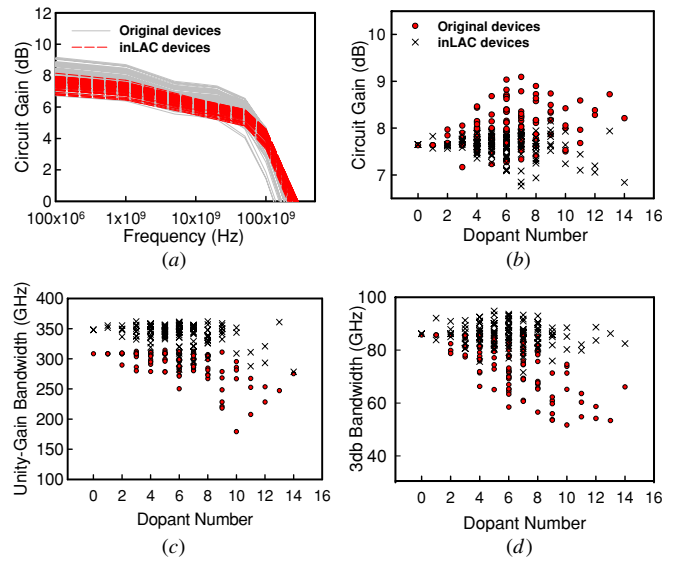 12
10
8
6
4
2
0
Circuit Gain (dB)
Original devices
inLAC devices
100x10⁶ 1x10⁹ 10x10⁹ 100x10⁹
Frequency (Hz)
(a)
10
9
8
7
Circuit Gain (dB)
Original devices
inLAC devices
0 2 4 6 8 10 12 14 16
Dopant Number
(b)
400
350
300
250
200
150
100
Unity-Gain Bandwidth (GHz)
0 2 4 6 8 10 12 14 16
Dopant Number
(c)
100
80
60
40
3db Bandwidth (GHz)
0 2 4 6 8 10 12 14 16
Dopant Number
(d)